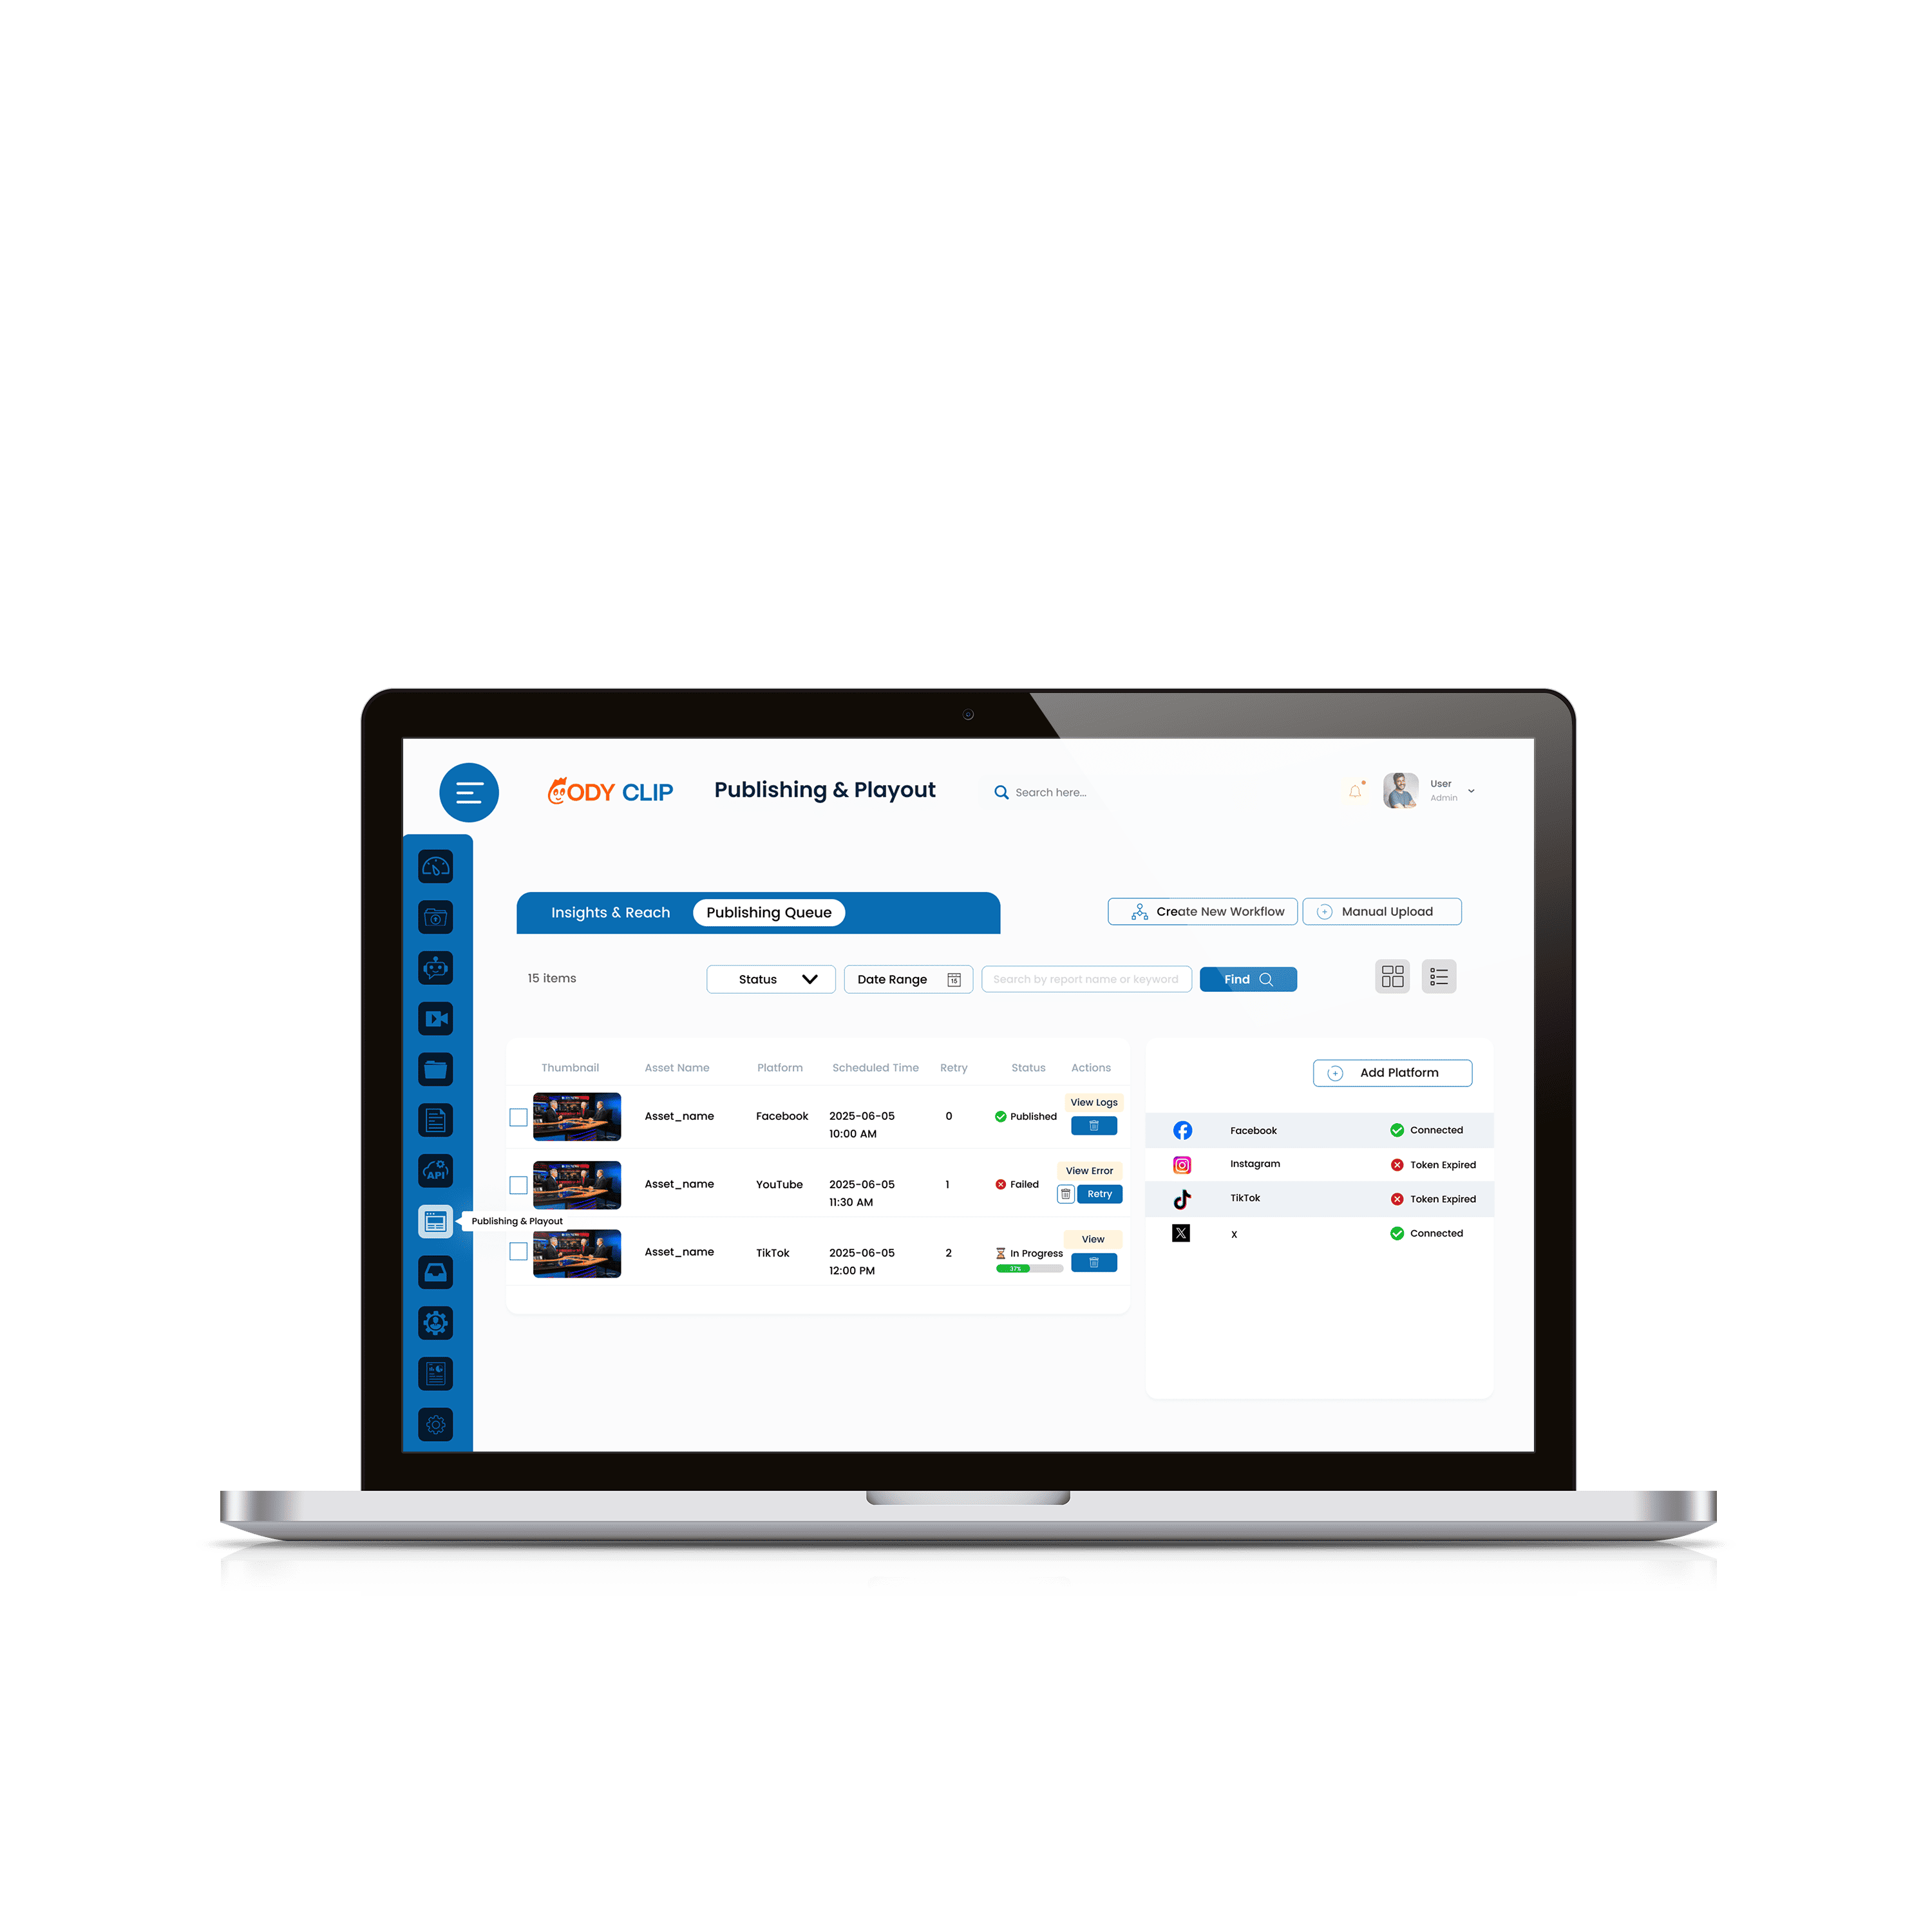 CODY CLIP
Publishing & Playout
Search here...
User
Admin
Insights & Reach
Publishing Queue
Create New Workflow
Manual Upload
15 items
Status
Date Range
15
Search by report name or keyword
Find
Thumbnail Asset Name Platform Scheduled Time Retry Status Actions
Asset_name Facebook 2025-06-05 0 Published View Logs
10:00 AM
Asset_name YouTube 2025-06-05 1 Failed View Error
11:30 AM Retry
Asset_name TikTok 2025-06-05 2 In Progress View
12:00 PM 37%
Add Platform
Facebook Connected
Instagram Token Expired
TikTok Token Expired
X Connected
API
Publishing & Playout